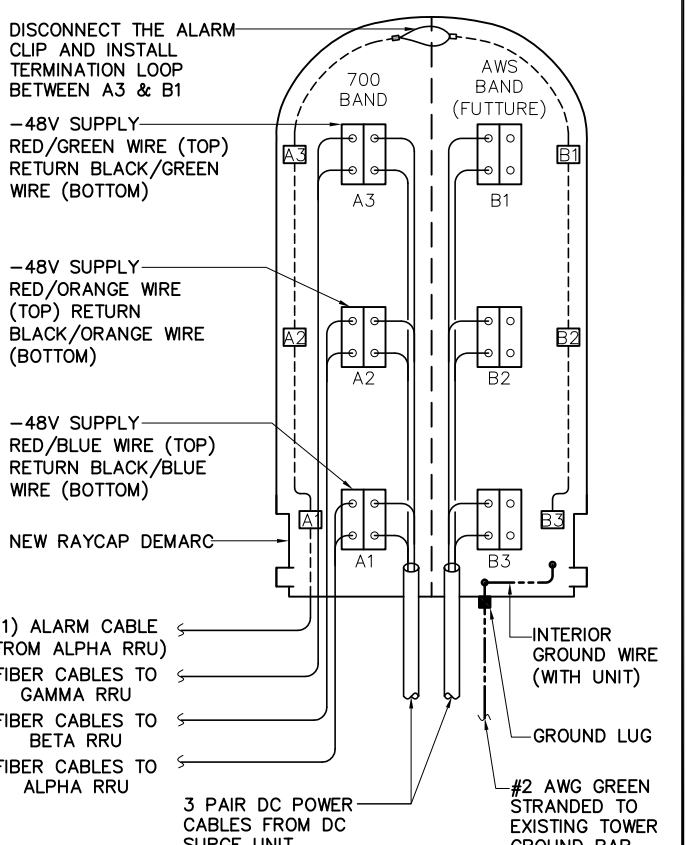 DISCONNECT THE ALARM
CLIP AND INSTALL
TERMINATION LOOP
BETWEEN A3 & B1
700
BAND
AWS
BAND
(FUTTURE)
-48V SUPPLY
RED/GREEN WIRE (TOP)
RETURN BLACK/GREEN
WIRE (BOTTOM)
A3
B1
A3
B1
-48V SUPPLY
RED/ORANGE WIRE
(TOP) RETURN
BLACK/ORANGE WIRE
(BOTTOM)
A2
B2
A2
B2
-48V SUPPLY
RED/BLUE WIRE (TOP)
RETURN BLACK/BLUE
WIRE (BOTTOM)
A1
B3
NEW RAYCAP DEMARC
A1
B3
1) ALARM CABLE
ROM ALPHA RRU)
FIBER CABLES TO
GAMMA RRU
FIBER CABLES TO
BETA RRU
FIBER CABLES TO
ALPHA RRU
INTERIOR
GROUND WIRE
(WITH UNIT)
GROUND LUG
3 PAIR DC POWER
CABLES FROM DC
SURGE UNIT
#2 AWG GREEN
STRANDED TO
EXISTING TOWER
GROUND BAR